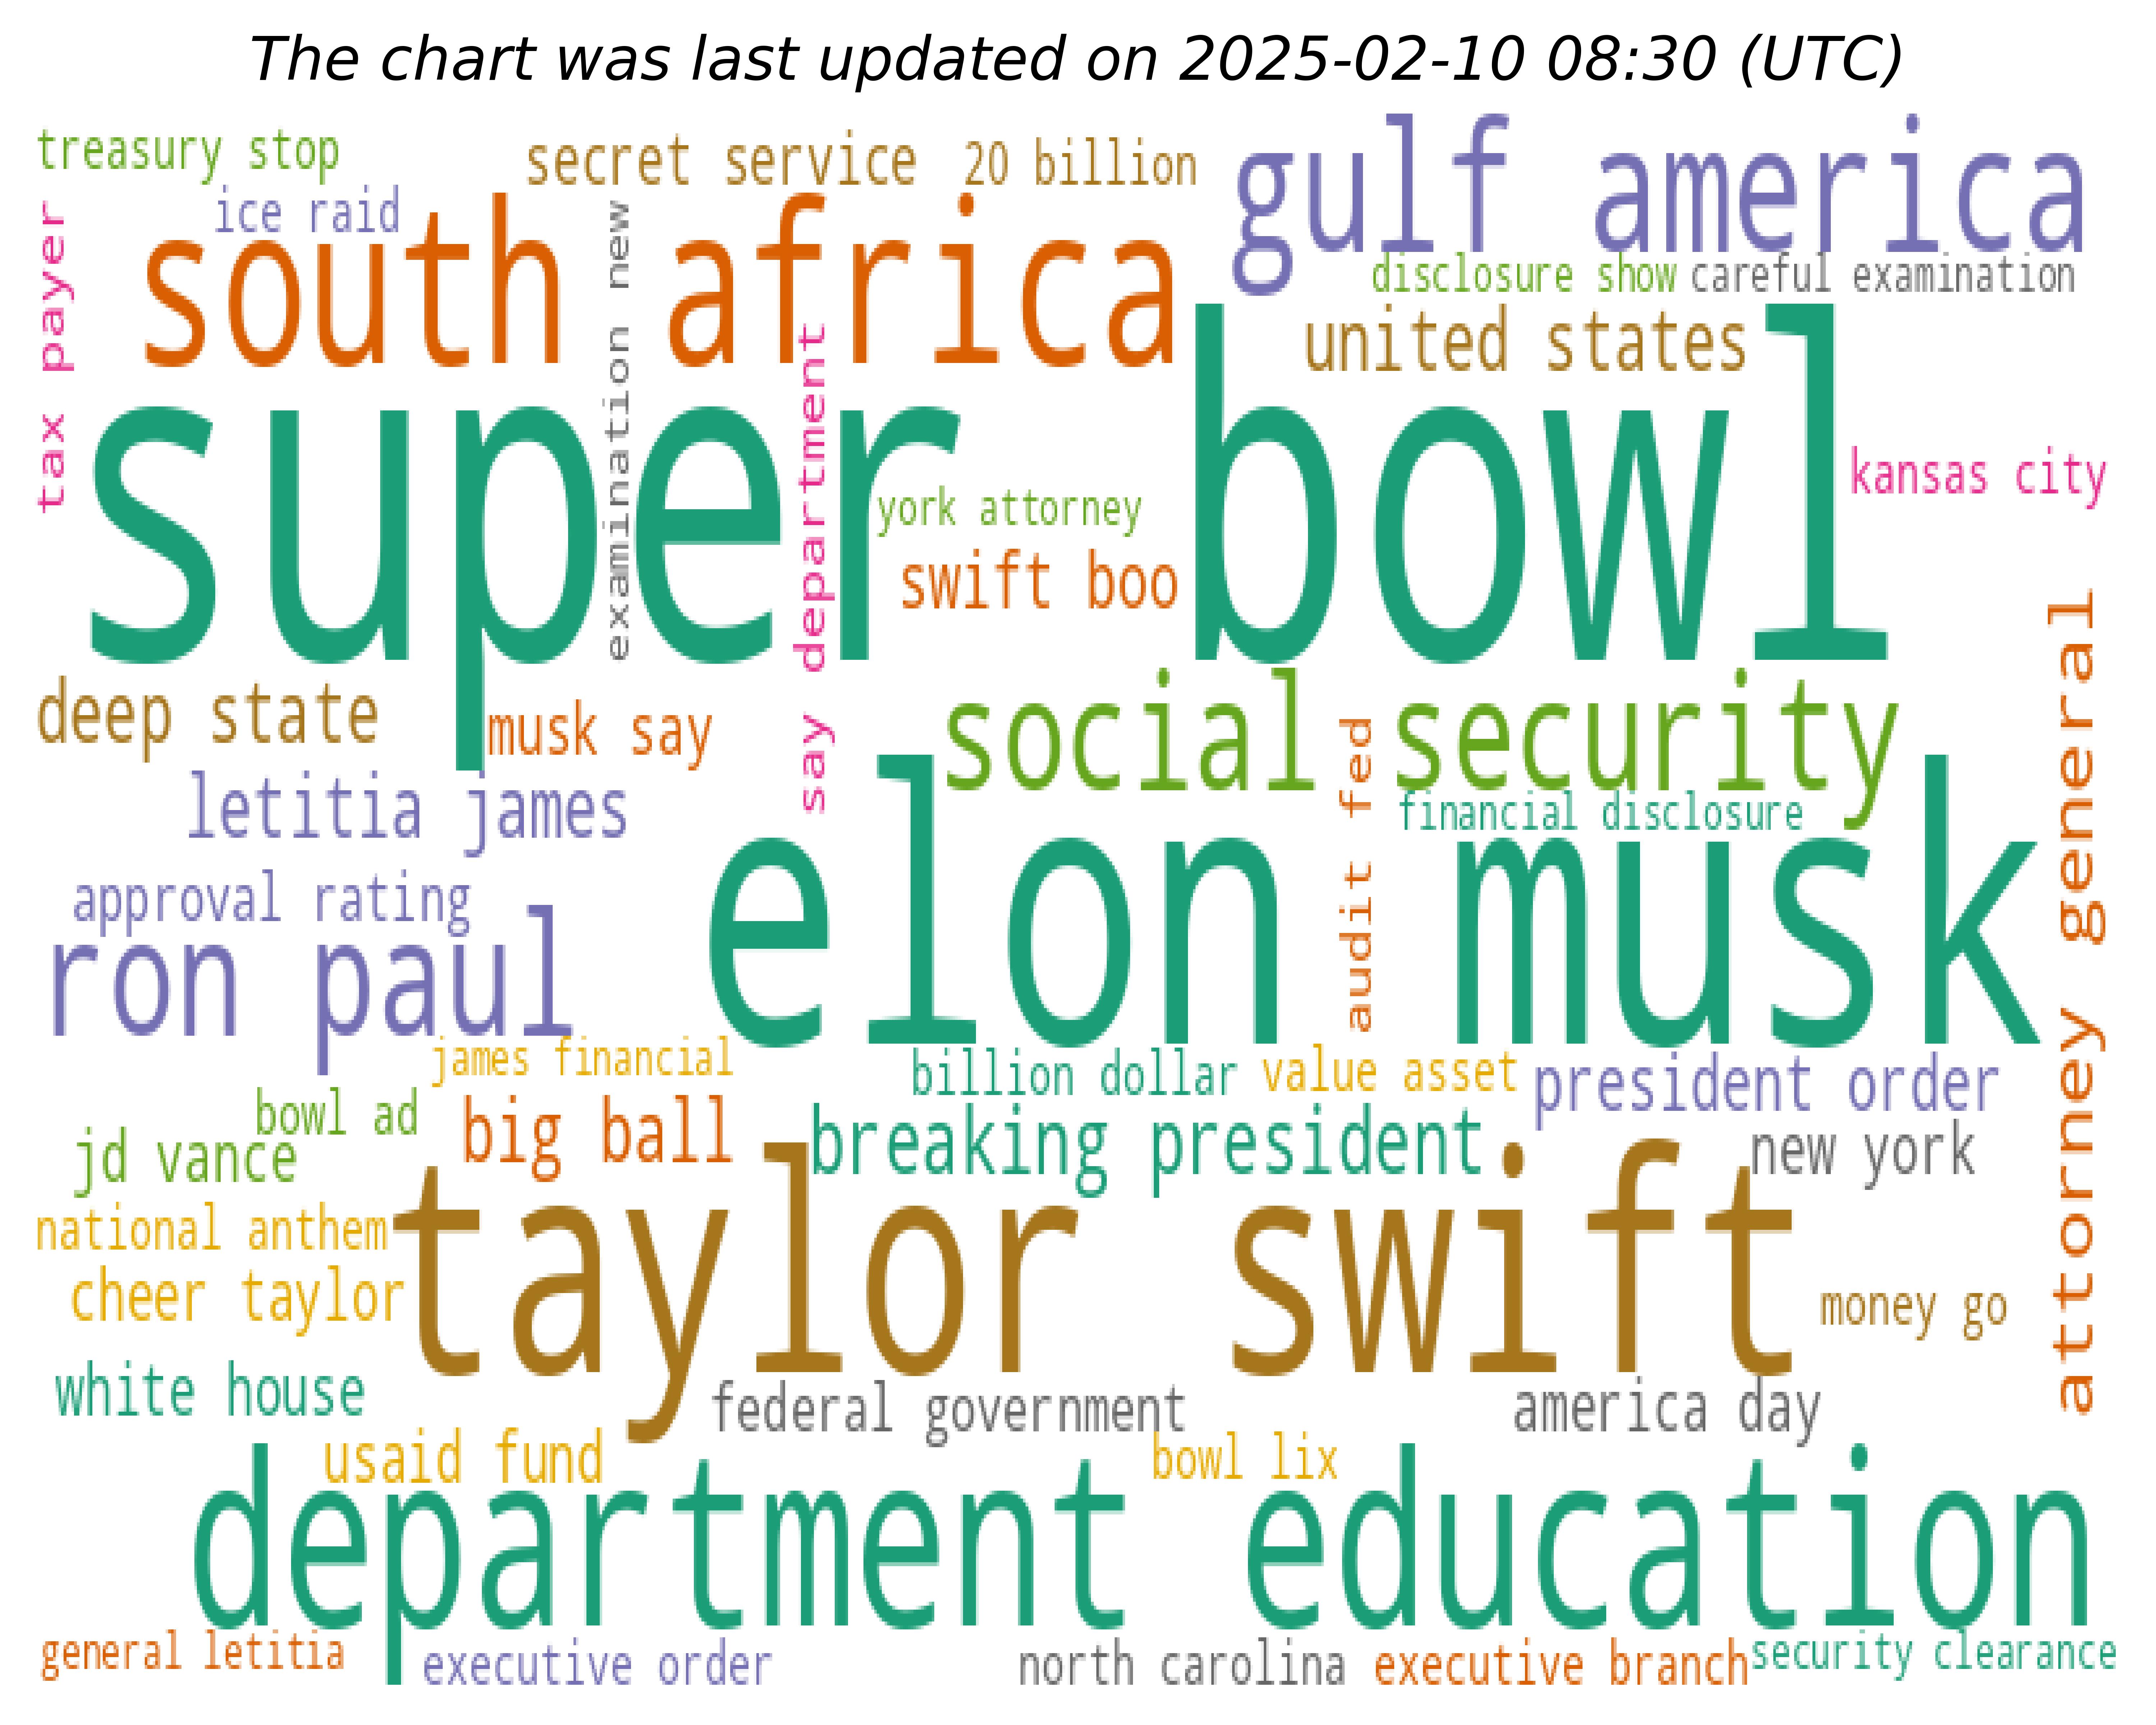 The chart was last updated on 2025-02-10 08:30 (UTC)
treasury stop
secret service
20 billion
gulf america
ice raid
south africa
tax payer
examination new
disclosure show
careful examination
united states
super bowl
say department
york attorney
swift boo
kansas city
deep state
musk say
social security
attorney general
letitia james
audit fed
financial disclosure
elon musk
approval rating
ron paul
james financial
billion dollar
value asset
president order
bowl ad
big ball
breaking president
jd vance
new york
national anthem
taylor swift
cheer taylor
money go
white house
federal government
america day
usaid fund
bowl lix
department education
general letitia
executive order
north carolina
executive branch
security clearance